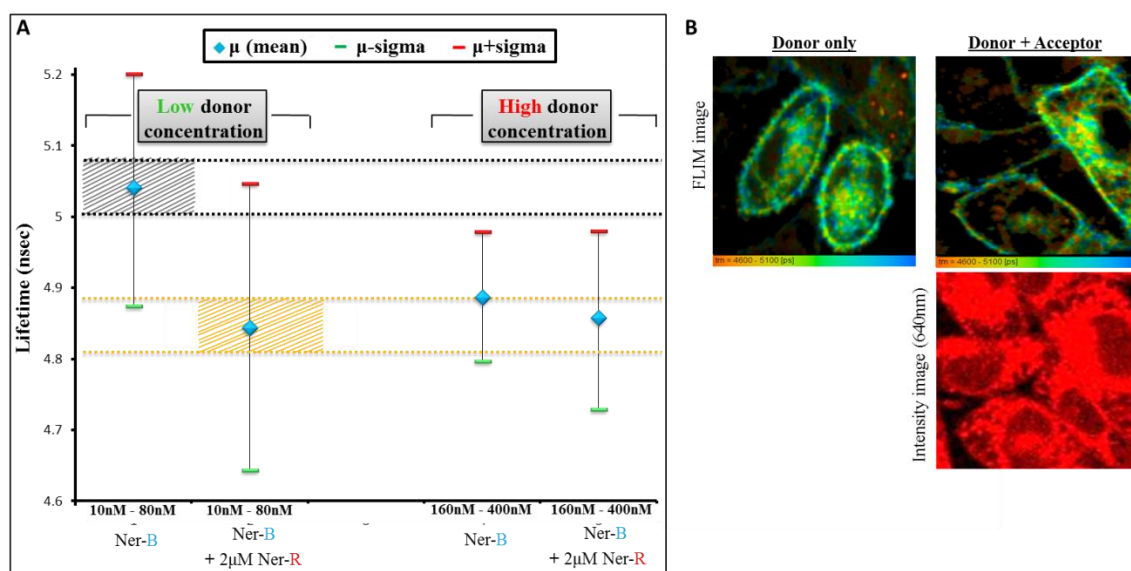 A
μ (mean) μ-sigma μ+sigma
5.2
5.1
5
4.9
4.8
4.7
4.6
Lifetime (nsec)
Low donor
concentration
High donor
concentration
10nM - 80nM
Ner-B
10nM - 80nM
Ner-B
+ 2μM Ner-R
160nM - 400nM
Ner-B
160nM - 400nM
Ner-B
+ 2μM Ner-R
B
Donor only
Donor + Acceptor
FLIM image
tm = 4600 - 5100 [ps]
tm = 4600 - 5100 [ps]
Intensity image (640nm)